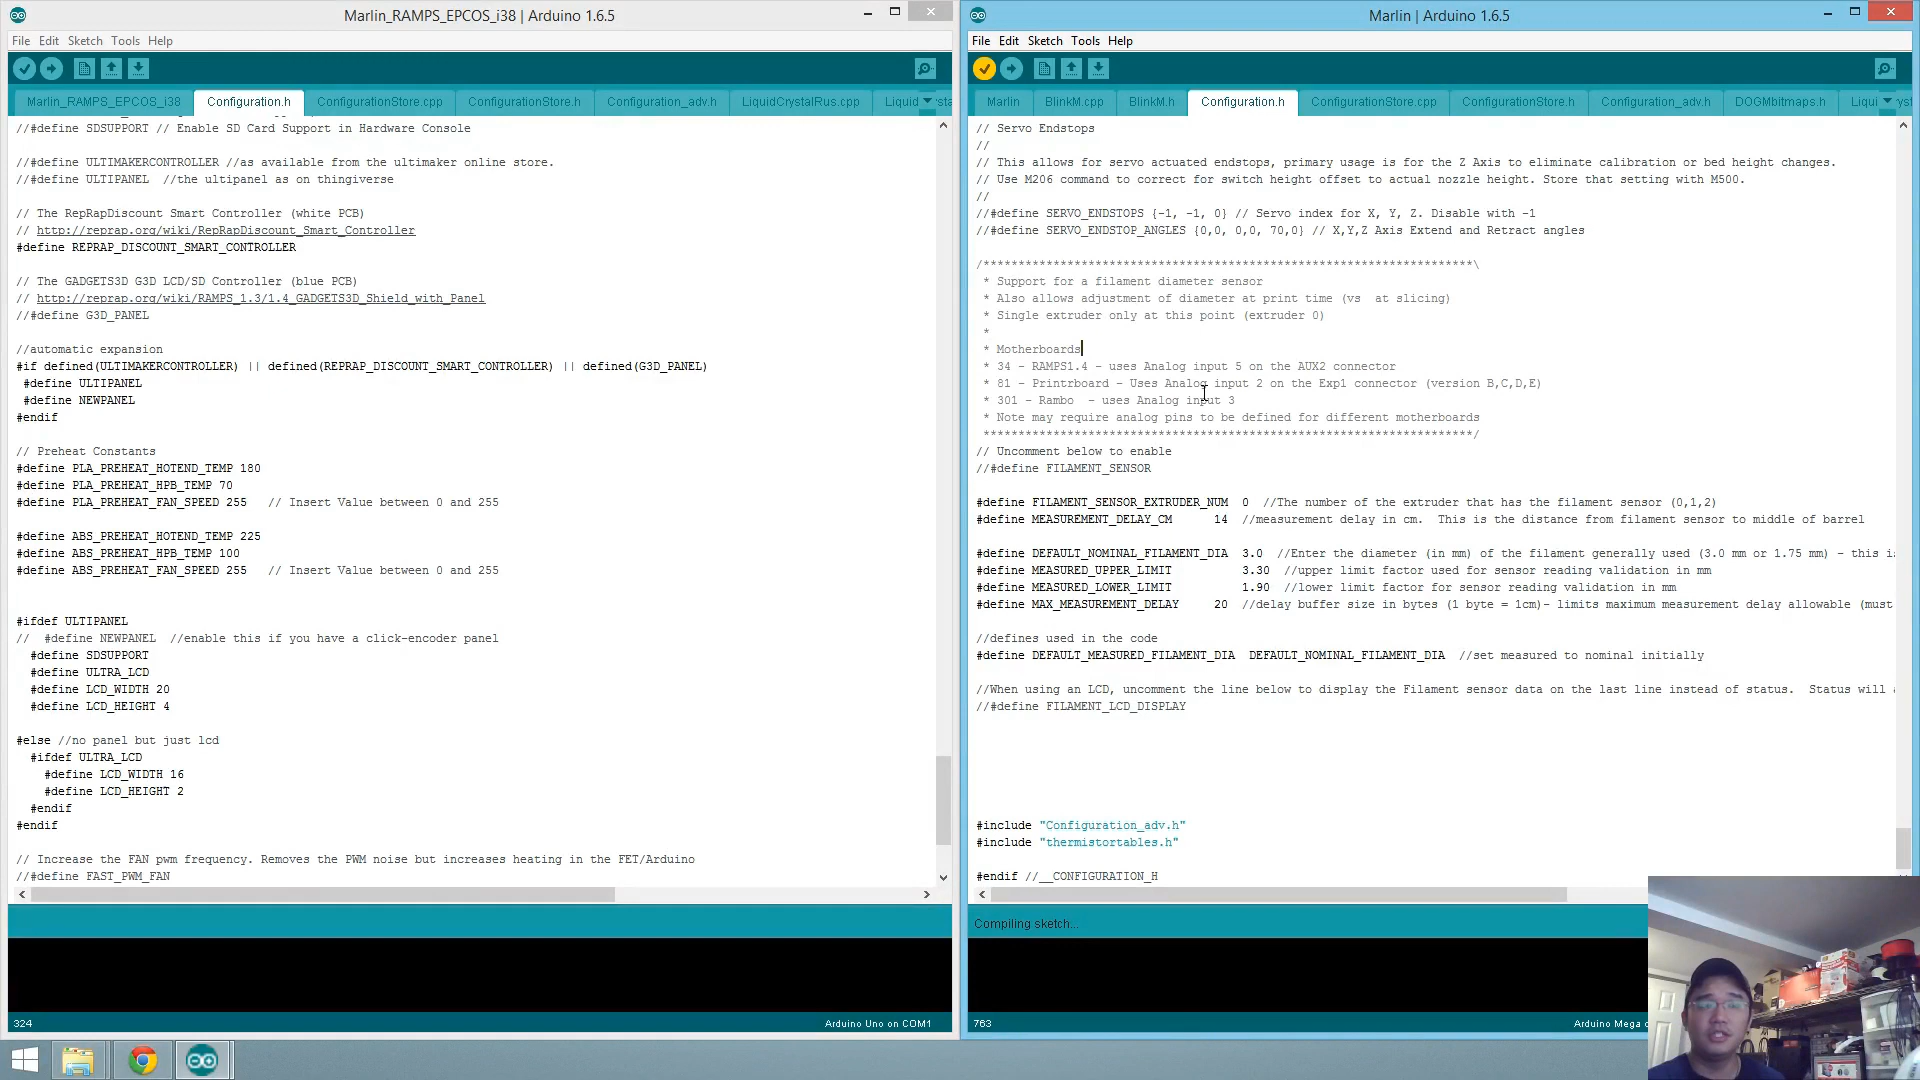 Marlin_RAMPS_EPCOS_i38 | Arduino 1.6.5
File Edit Sketch Tools Help
Marlin_RAMPS_EPCOS_i38 Configuration.h ConfigurationStore.cpp ConfigurationStore.h Configuration_adv.h LiquidCrystalRus.cpp Liquid
//#define SDSUPPORT // Enable SD Card Support in Hardware Console
//#define ULTIMAKERCONTROLLER //as available from the ultimaker online store.
//#define ULTIPANEL  //the ultipanel as on thingiverse
// The RepRapDiscount Smart Controller (white PCB)
// http://reprap.org/wiki/RepRapDiscount_Smart_Controller
#define REPRAP_DISCOUNT_SMART_CONTROLLER
// The GADGETS3D G3D LCD/SD Controller (blue PCB)
// http://reprap.org/wiki/RAMPS_1.3/1.4_GADGETS3D_Shield_with_Panel
//#define G3D_PANEL
//automatic expansion
#if defined(ULTIMAKERCONTROLLER) || defined(REPRAP_DISCOUNT_SMART_CONTROLLER) || defined(G3D_PANEL)
#define ULTIPANEL
#define NEWPANEL
#endif
// Preheat Constants
#define PLA_PREHEAT_HOTEND_TEMP 180
#define PLA_PREHEAT_HPB_TEMP 70
#define PLA_PREHEAT_FAN_SPEED 255   // Insert Value between 0 and 255
#define ABS_PREHEAT_HOTEND_TEMP 225
#define ABS_PREHEAT_HPB_TEMP 100
#define ABS_PREHEAT_FAN_SPEED 255   // Insert Value between 0 and 255
#ifdef ULTIPANEL
//  #define NEWPANEL  //enable this if you have a click-encoder panel
#define SDSUPPORT
#define ULTRA_LCD
#define LCD_WIDTH 20
#define LCD_HEIGHT 4
#else //no panel but just lcd
#ifdef ULTRA_LCD
#define LCD_WIDTH 16
#define LCD_HEIGHT 2
#endif
#endif
// Increase the FAN pwm frequency. Removes the PWM noise but increases heating in the FET/Arduino
//#define FAST_PWM_FAN
324
Arduino Uno on COM1
Marlin | Arduino 1.6.5
File Edit Sketch Tools Help
Marlin BlinkM.cpp BlinkM.h Configuration.h ConfigurationStore.cpp ConfigurationStore.h Configuration_adv.h DOGMbitmaps.h
// Servo Endstops
//
// This allows for servo actuated endstops, primary usage is for the Z Axis to eliminate calibration or bed height changes.
// Use M206 command to correct for switch height offset to actual nozzle height. Store that setting with M500.
//
//#define SERVO_ENDSTOPS {-1, -1, 0} // Servo index for X, Y, Z. Disable with -1
//#define SERVO_ENDSTOP_ANGLES {0,0, 0,0, 70,0} // X,Y,Z Axis Extend and Retract angles
/**********************************************************************\
* Support for a filament diameter sensor
* Also allows adjustment of diameter at print time (vs  at slicing)
* Single extruder only at this point (extruder 0)
*
* Motherboards
* 34 - RAMPS1.4 - uses Analog input 5 on the AUX2 connector
* 81 - Printrboard - Uses Analog input 2 on the Exp1 connector (version B,C,D,E)
* 301 - Rambo  - uses Analog input 3
* Note may require analog pins to be defined for different motherboards
**********************************************************************/
// Uncomment below to enable
//#define FILAMENT_SENSOR
#define FILAMENT_SENSOR_EXTRUDER_NUM  0  //The number of the extruder that has the filament sensor (0,1,2)
#define MEASUREMENT_DELAY_CM      14  //measurement delay in cm.  This is the distance from filament sensor to middle of barrel
#define DEFAULT_NOMINAL_FILAMENT_DIA  3.0  //Enter the diameter (in mm) of the filament generally used (3.0 mm or 1.75 mm) - this i
#define MEASURED_UPPER_LIMIT          3.30  //upper limit factor used for sensor reading validation in mm
#define MEASURED_LOWER_LIMIT          1.90  //lower limit factor for sensor reading validation in mm
#define MAX_MEASUREMENT_DELAY     20  //delay buffer size in bytes (1 byte = 1cm)- limits maximum measurement delay allowable (must
//defines used in the code
#define DEFAULT_MEASURED_FILAMENT_DIA  DEFAULT_NOMINAL_FILAMENT_DIA  //set measured to nominal initially
//When using an LCD, uncomment the line below to display the Filament sensor data on the last line instead of status.  Status will
//#define FILAMENT_LCD_DISPLAY
#include "Configuration_adv.h"
#include "thermistortables.h"
#endif //__CONFIGURATION_H
Compiling sketch...
763
Arduino Mega